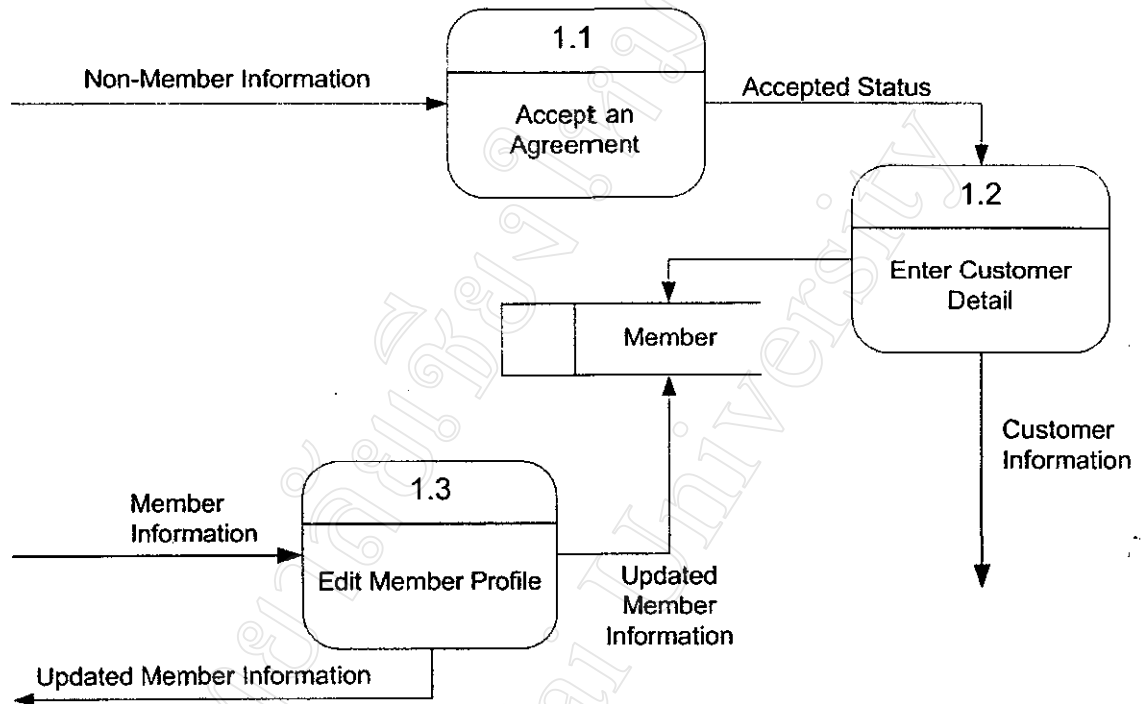 1.1
Non-Member Information
Accept an
Agreement
Accepted Status
1.2
Enter Customer
Detail
Member
Customer
Information
1.3
Member
Information
Edit Member Profile
Updated
Member
Information
Updated Member Information
University